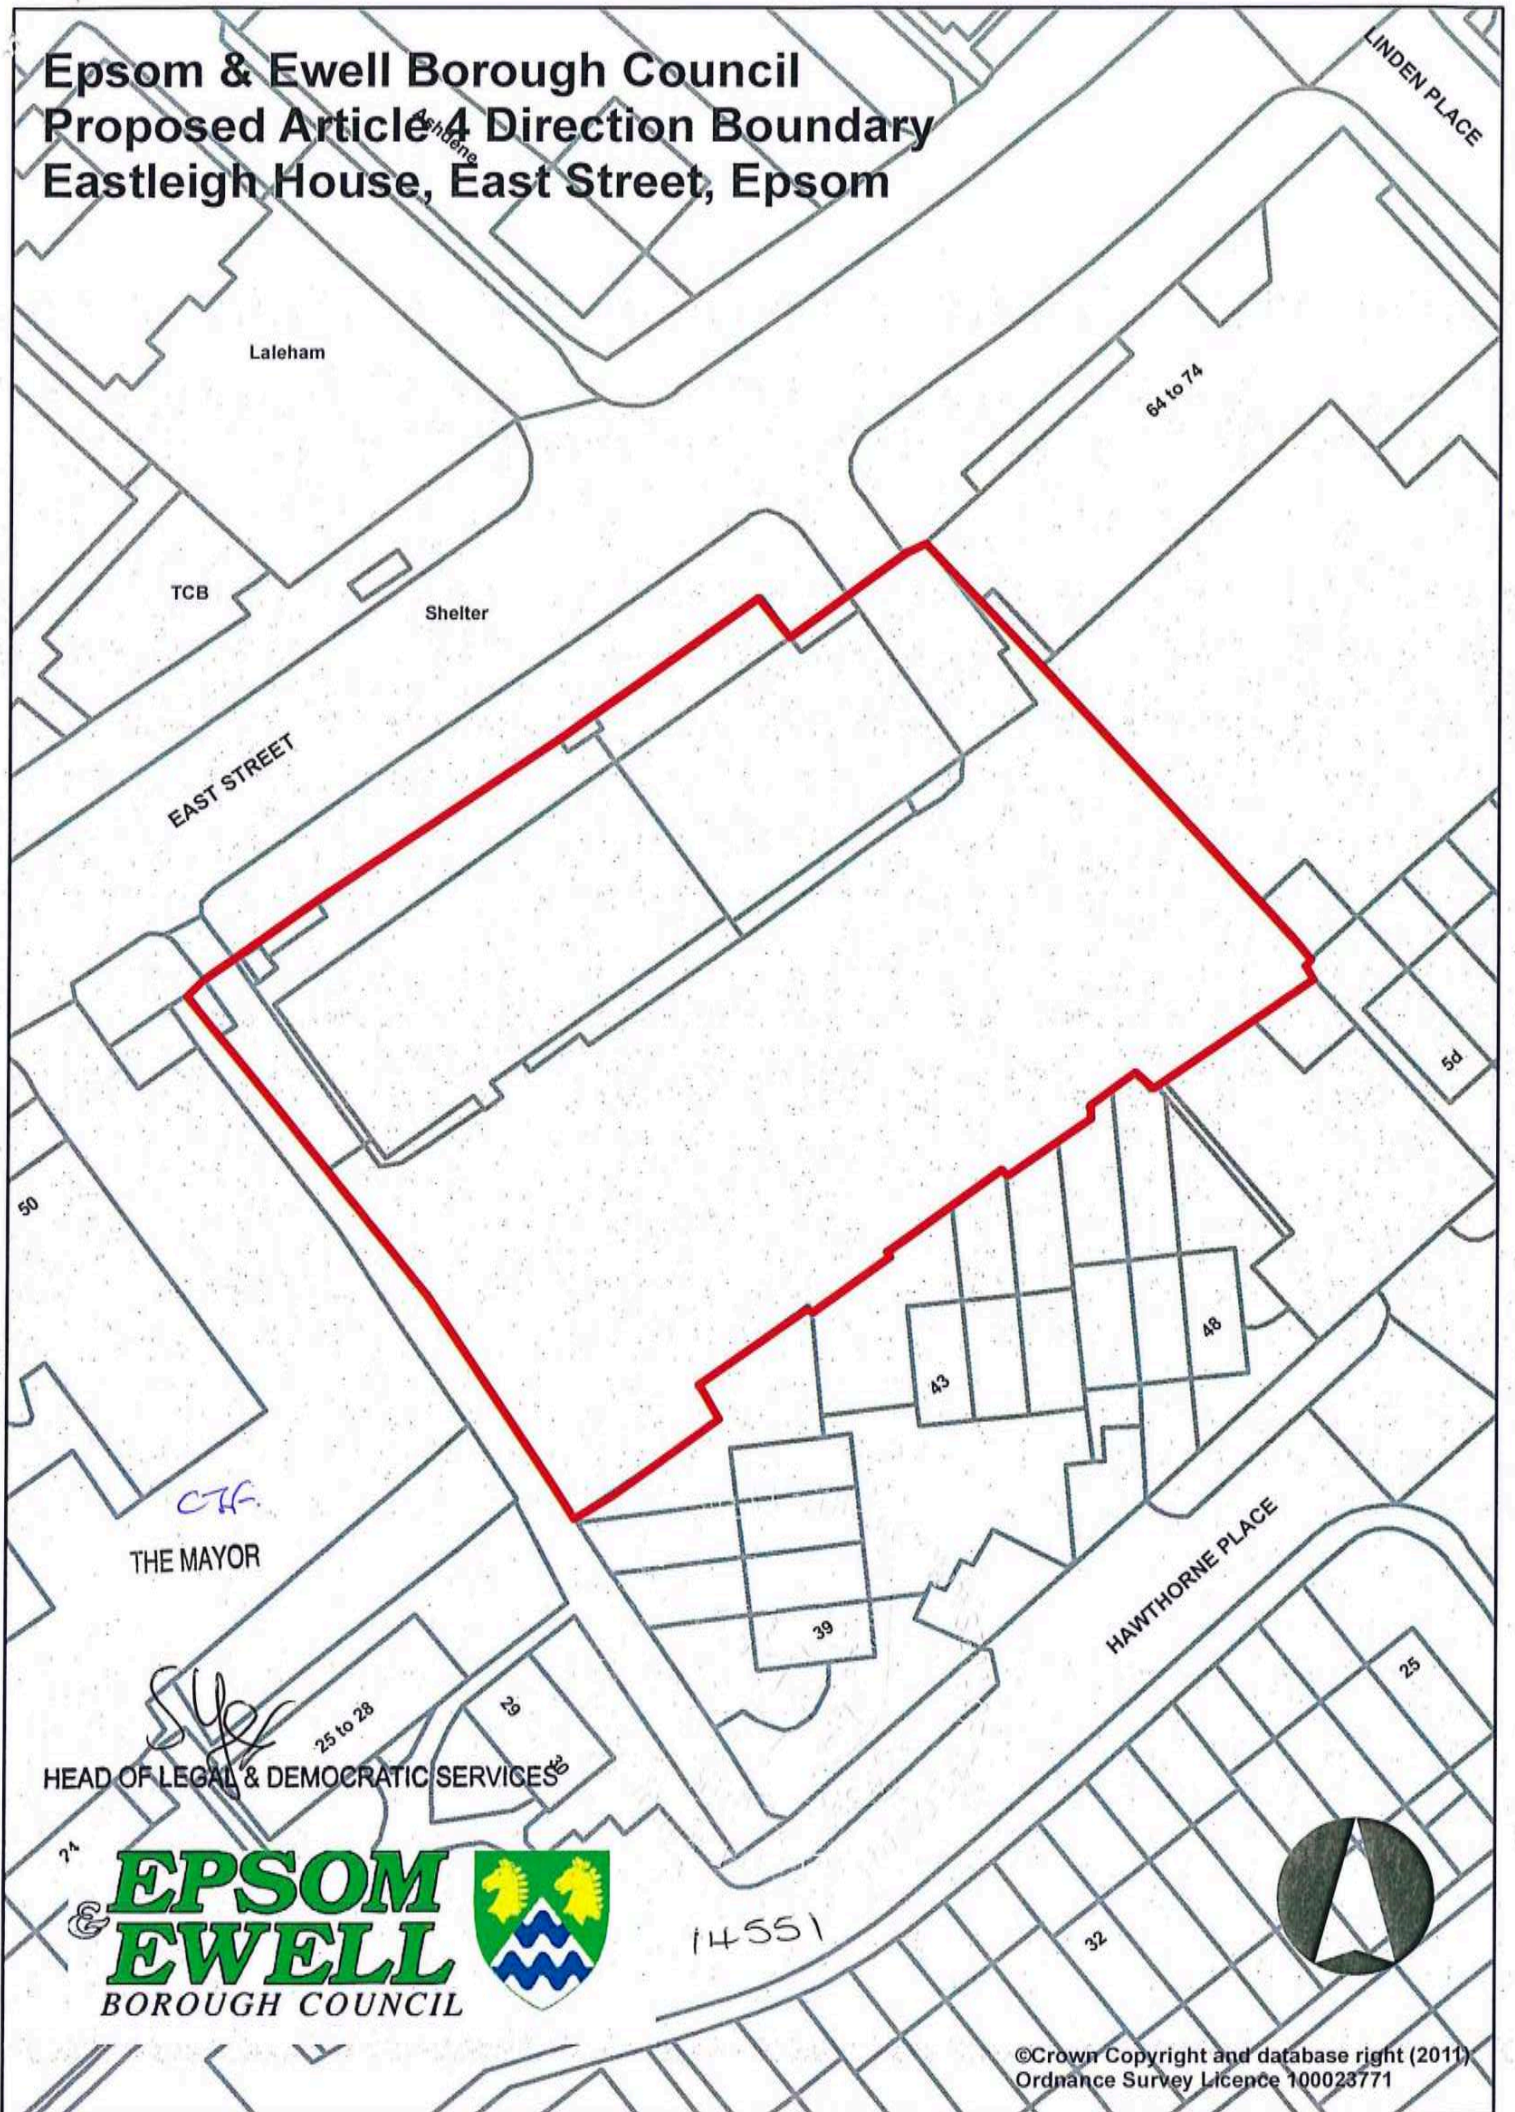 Epsom & Ewell Borough Council
Proposed Article 4 Direction Boundary
Eastleigh House, East Street, Epsom
Ashdene
LINDEN PLACE
Laleham
64 to 74
TCB
Shelter
EAST STREET
5d
50
48
43
THE MAYOR
HAWTHORNE PLACE
39
25
29
25 to 28
30
HEAD OF LEGAL & DEMOCRATIC SERVICES
24
EPSOM
& EWELL
BOROUGH COUNCIL
14551
32
©Crown Copyright and database right (2011)
Ordnance Survey Licence 100023771